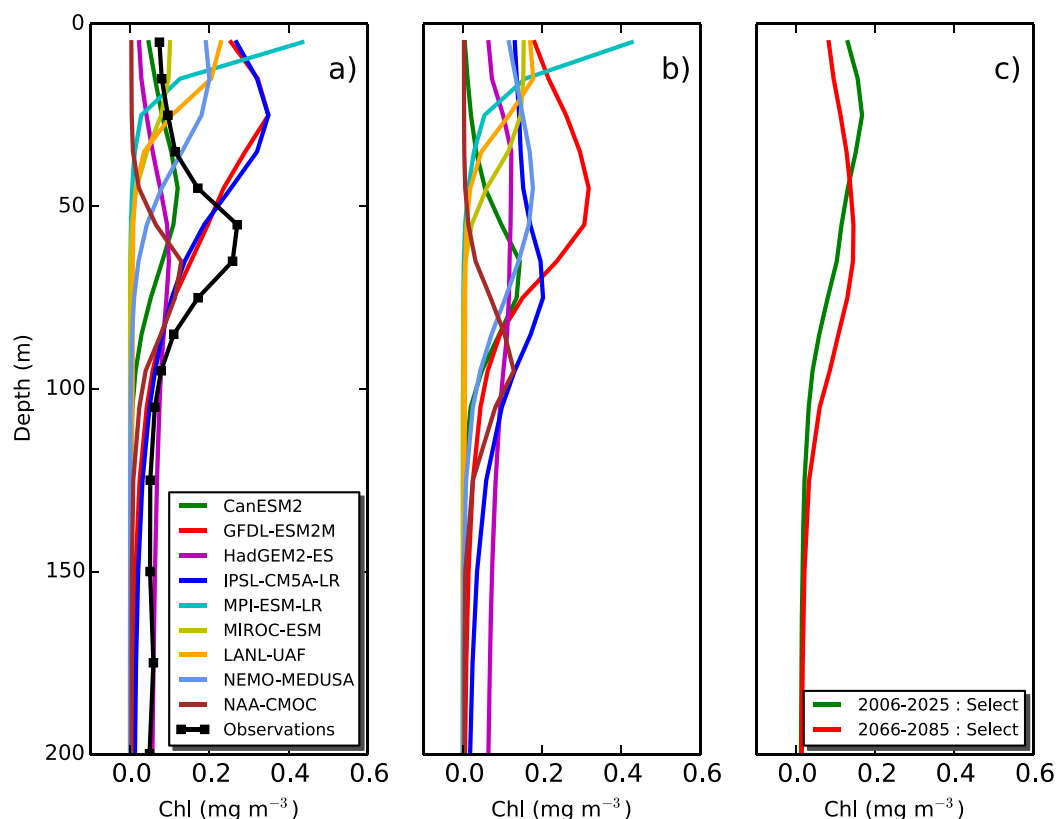 0
50
100
150
200
Depth (m)
a)
CanESM2
GFDL-ESM2M
HadGEM2-ES
IPSL-CM5A-LR
MPI-ESM-LR
MIROC-ESM
LANL-UAF
NEMO-MEDUSA
NAA-CMOC
Observations
0.0 0.2 0.4 0.6
Chl (mg m⁻³)
b)
0.0 0.2 0.4 0.6
Chl (mg m⁻³)
c)
2006-2025 : Select
2066-2085 : Select
0.0 0.2 0.4 0.6
Chl (mg m⁻³)